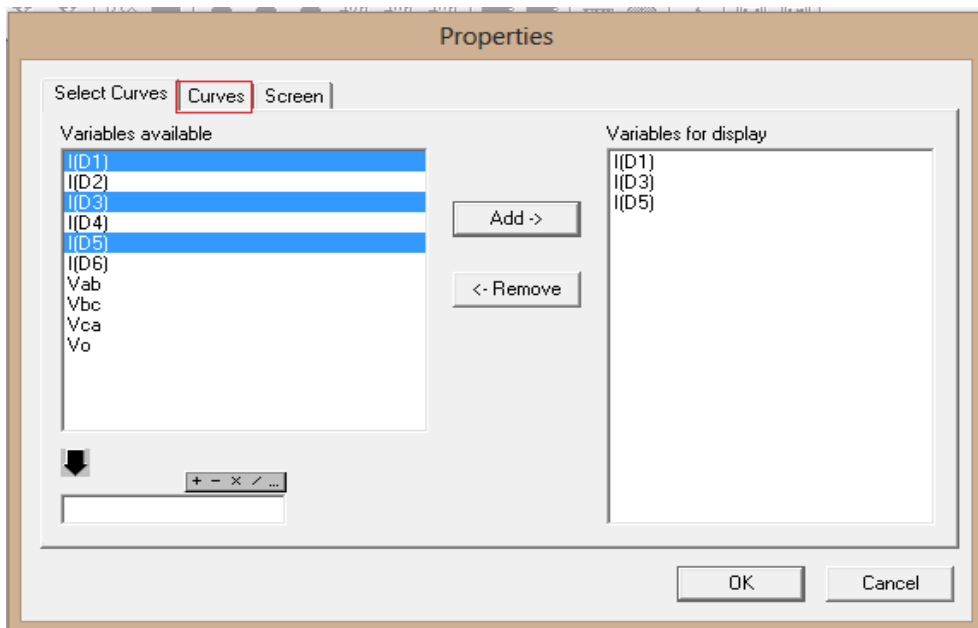 Properties
Select Curves Curves Screen
Variables available
I(D1)
I(D2)
I(D3)
I(D4)
I(D5)
I(D6)
Vab
Vbc
Vca
Vo
Add ->
<- Remove
Variables for display
I(D1)
I(D3)
I(D5)
+ - × / ...
OK Cancel